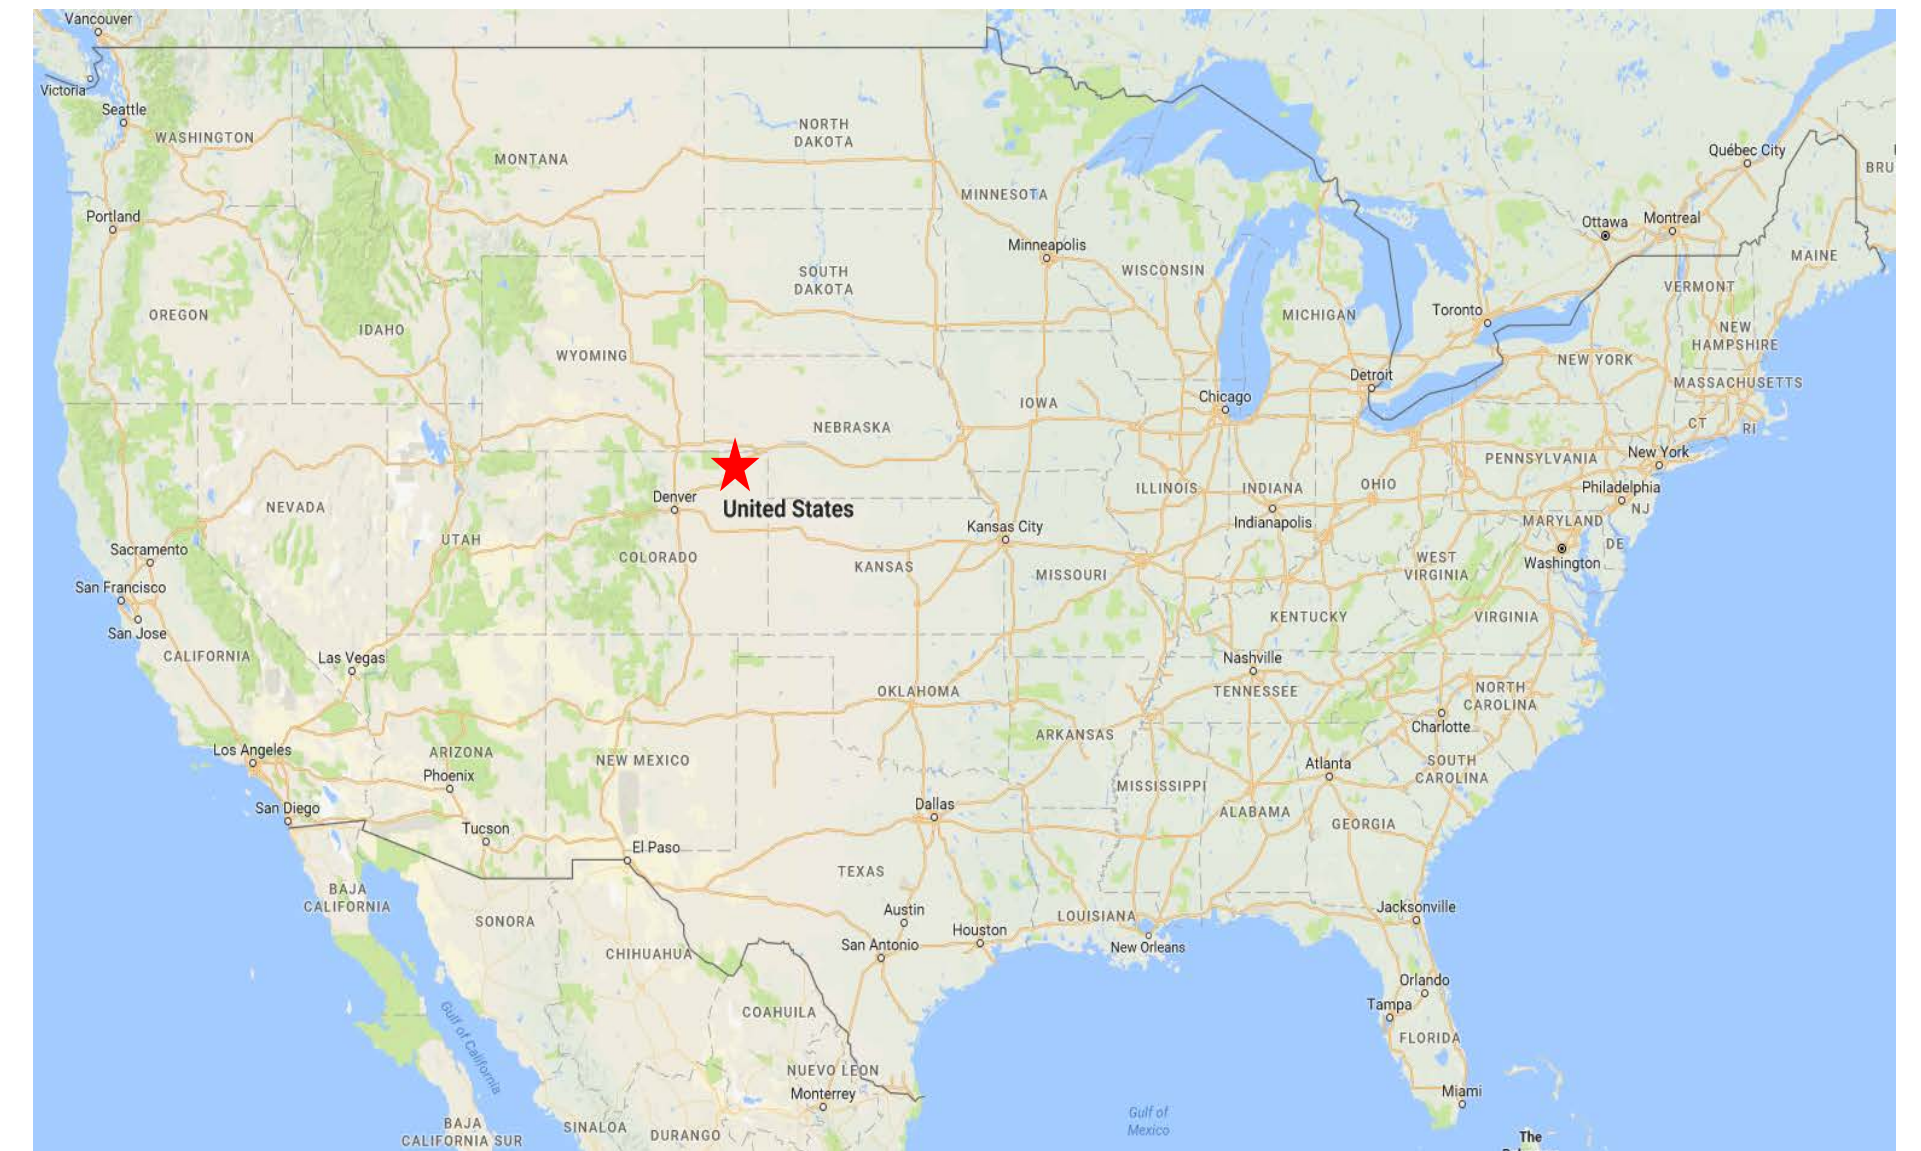 Vancouver
Victoria
Seattle
WASHINGTON
MONTANA
NORTH
DAKOTA
MINNESOTA
Québec City
BRU
Portland
Ottawa
Montreal
Minneapolis
WISCONSIN
MAINE
SOUTH
DAKOTA
VERMONT
OREGON
IDAHO
MICHIGAN
Toronto
NEW
HAMPSHIRE
WYOMING
NEW YORK
Detroit
MASSACHUSETTS
Chicago
IOWA
NEBRASKA
CT
RI
PENNSYLVANIA
New York
Denver
United States
ILLINOIS
INDIANA
OHIO
Philadelphia
NEVADA
NJ
Indianapolis
MARYLAND
Kansas City
UTAH
DE
Sacramento
COLORADO
KANSAS
MISSOURI
WEST
VIRGINIA
Washington
San Francisco
KENTUCKY
VIRGINIA
San Jose
CALIFORNIA
Las Vegas
Nashville
OKLAHOMA
TENNESSEE
NORTH
CAROLINA
Charlotte
Los Angeles
ARIZONA
NEW MEXICO
ARKANSAS
Phoenix
Atlanta
SOUTH
CAROLINA
MISSISSIPPI
San Diego
Dallas
ALABAMA
GEORGIA
Tucson
El Paso
TEXAS
BAJA
CALIFORNIA
SONORA
Austin
LOUISIANA
Jacksonville
Houston
San Antonio
New Orleans
CHIHUAHUA
Orlando
Tampa
COAHUILA
Gulf of California
FLORIDA
NUEVO LEON
Monterrey
Miami
Gulf of
Mexico
BAJA
CALIFORNIA SUR
SINALOA
DURANGO
The